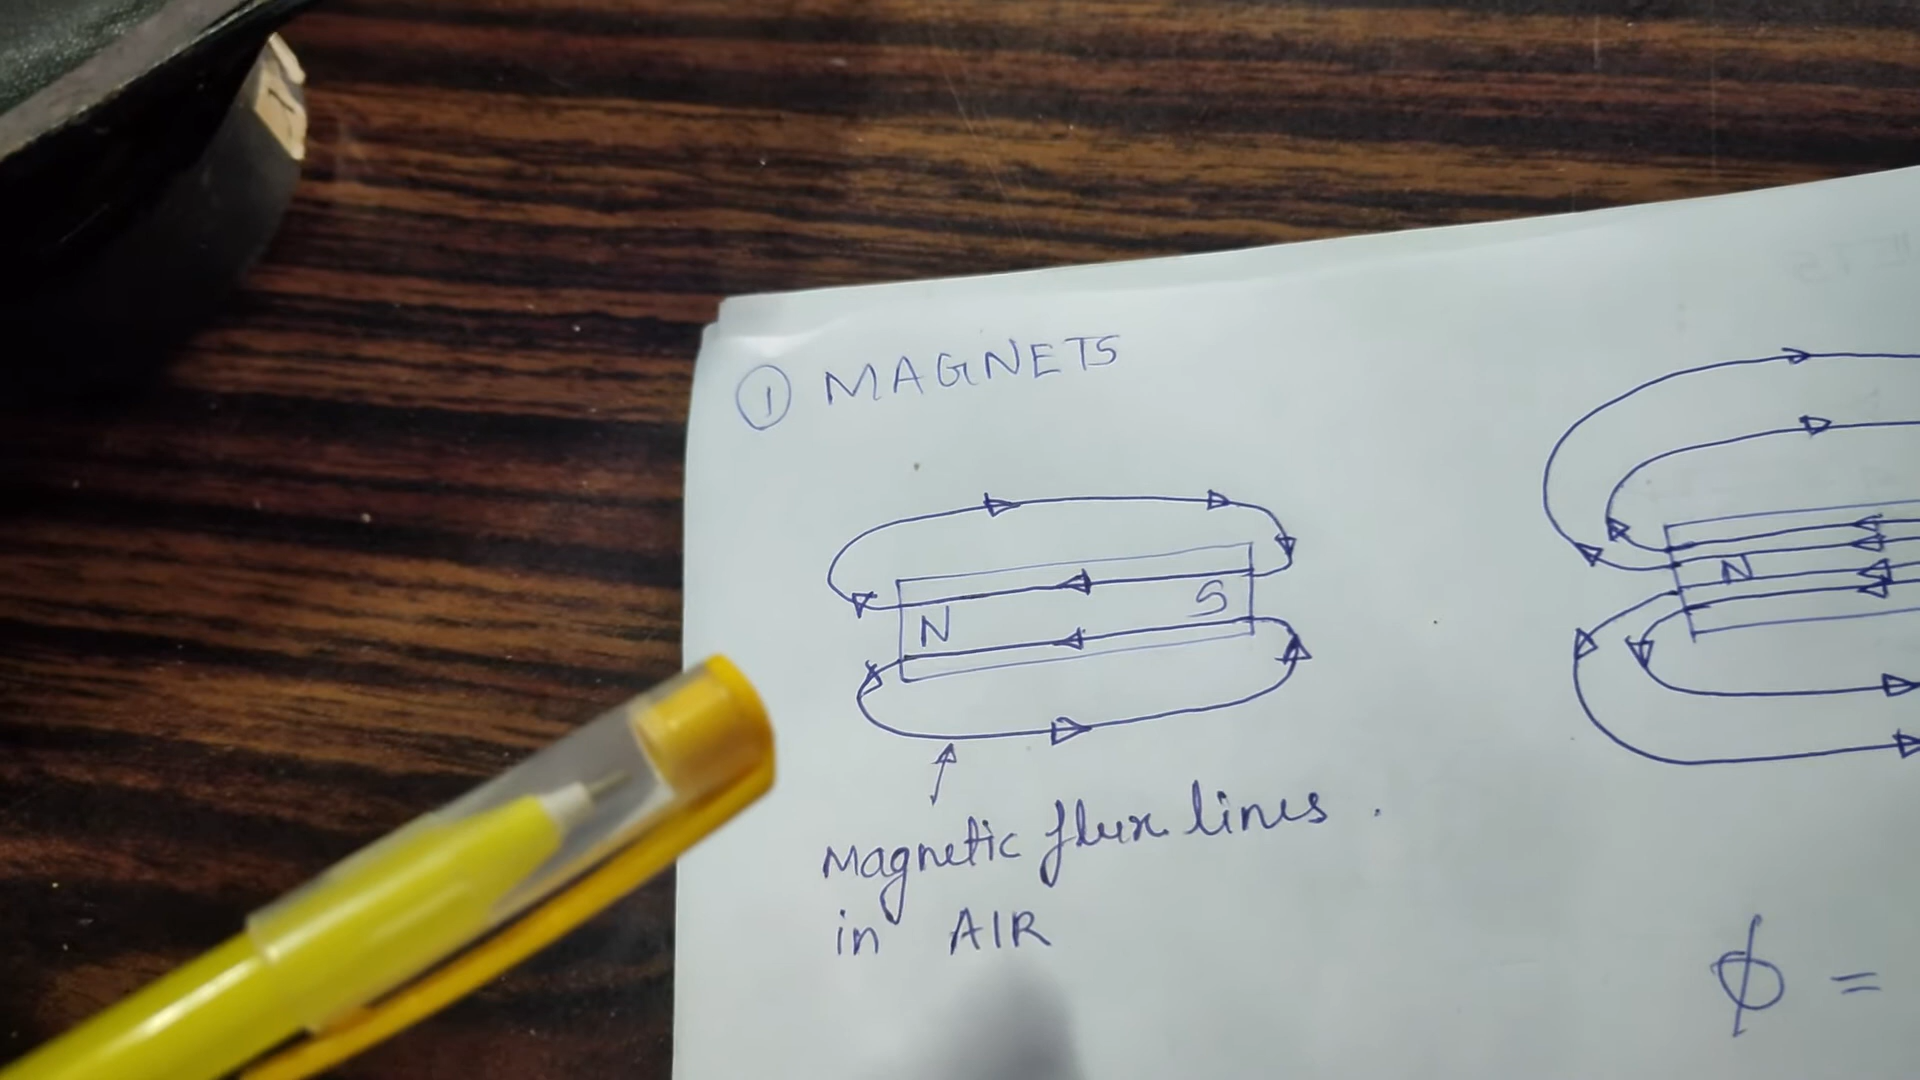 ① MAGNETS
N
S
Magnetic flux lines.
in AIR
N
φ =